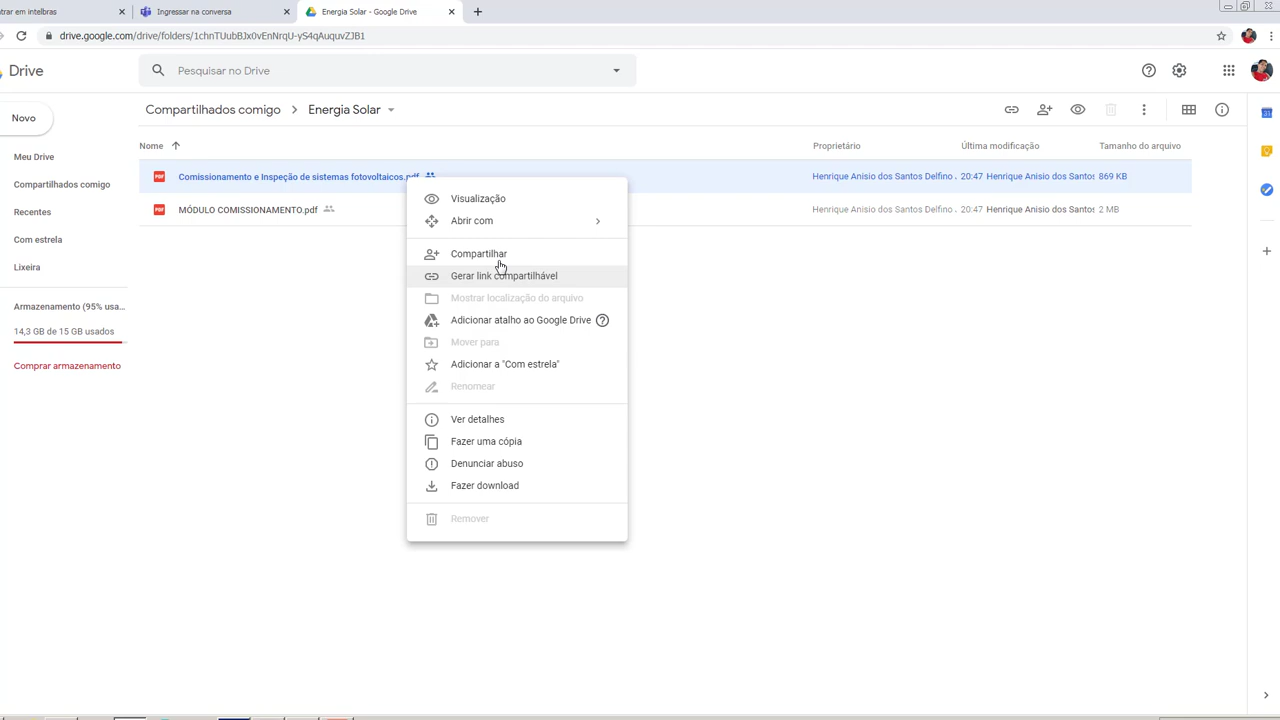 trar em intelbras
Ingressar na conversa
Energia Solar - Google Drive
drive.google.com/drive/folders/1chnTUubBJx0vEnNrqU-yS4qAuquvZJB1
Drive
Pesquisar no Drive
Novo
Compartilhados comigo
Energia Solar
Meu Drive
Compartilhados comigo
Recentes
Com estrela
Lixeira
Armazenamento (95% usa...
14,3 GB de 15 GB usados
Comprar armazenamento
Nome
Proprietário
Última modificação
Tamanho do arquivo
PDF Comissionamento e Inspeção de sistemas fotovoltaicos.pdf
Henrique Anisio dos Santos Delfino .
20:47 Henrique Anisio dos Santos
869 KB
PDF MÓDULO COMISSIONAMENTO.pdf
Henrique Anisio dos Santos Delfino .
20:47 Henrique Anisio dos Santos
2 MB
Visualização
Abrir com
Compartilhar
Gerar link compartilhável
Mostrar localização do arquivo
Adicionar atalho ao Google Drive
Mover para
Adicionar a "Com estrela"
Renomear
Ver detalhes
Fazer uma cópia
Denunciar abuso
Fazer download
Remover